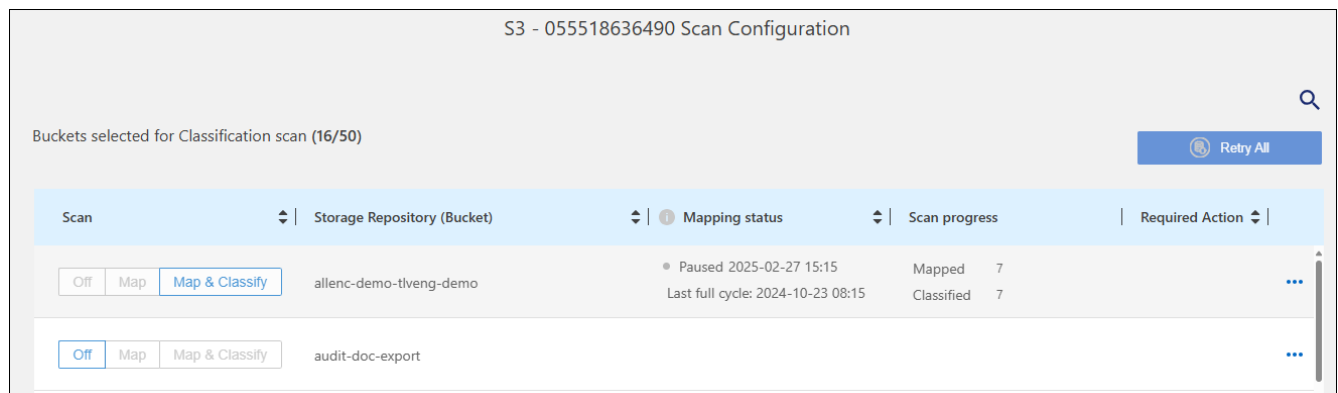 S3 - 055518636490 Scan Configuration
Buckets selected for Classification scan (16/50)
Retry All
Scan Storage Repository (Bucket) Mapping status Scan progress Required Action
Off Map Map & Classify allenc-demo-tlveng-demo Paused 2025-02-27 15:15 Mapped 7
Last full cycle: 2024-10-23 08:15 Classified 7
Off Map Map & Classify audit-doc-export